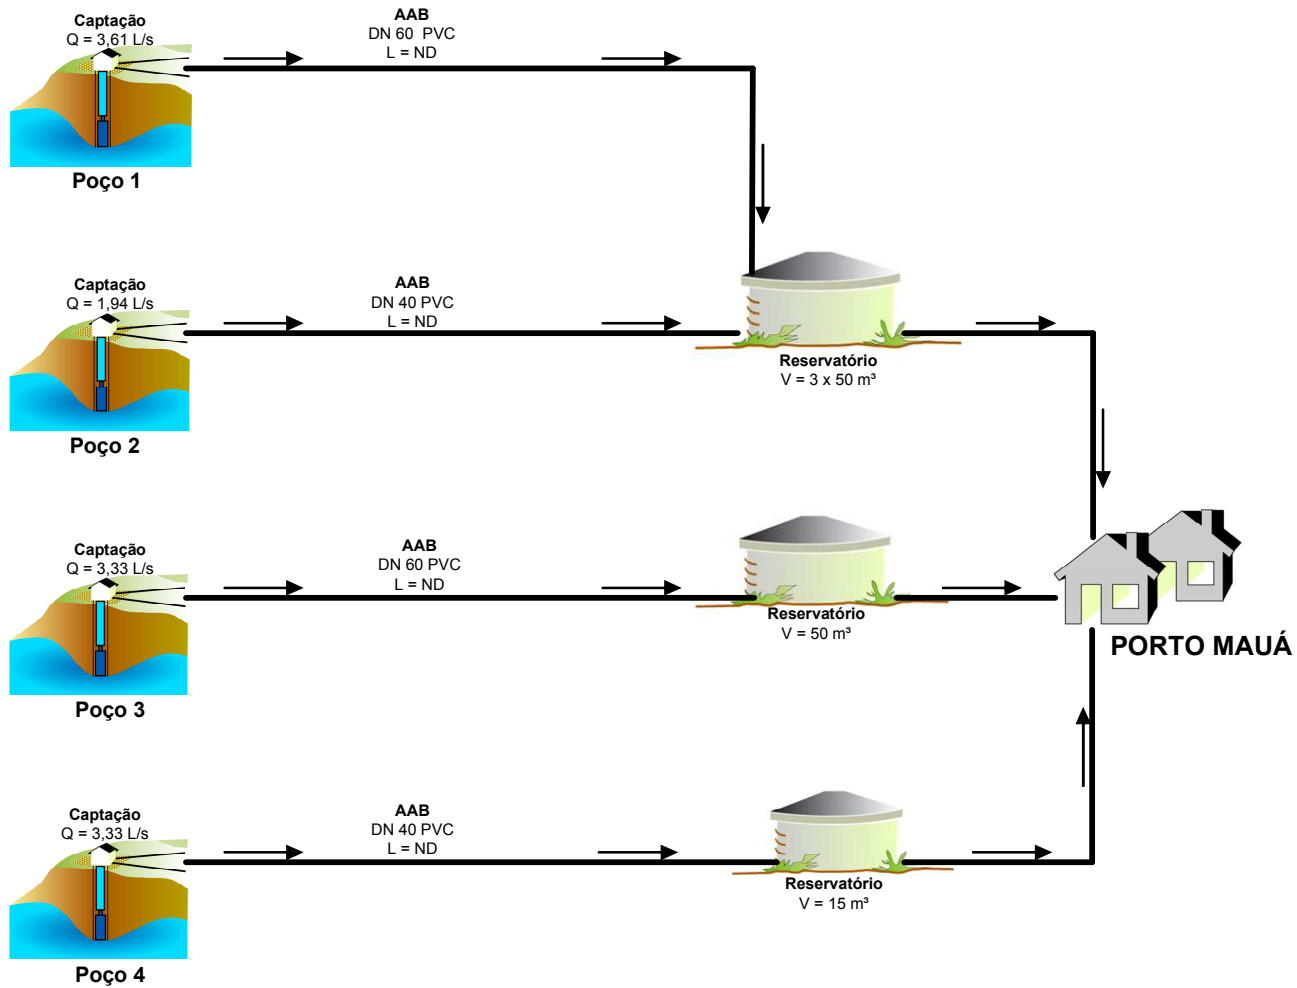 Captação
Q = 3,61 L/s
AAB
DN 60 PVC
L = ND
Poço 1
Captação
Q = 1,94 L/s
AAB
DN 40 PVC
L = ND
Reservatório
V = 3 x 50 m³
Poço 2
Captação
Q = 3,33 L/s
AAB
DN 60 PVC
L = ND
Reservatório
V = 50 m³
PORTO MAUÁ
Poço 3
Captação
Q = 3,33 L/s
AAB
DN 40 PVC
L = ND
Reservatório
V = 15 m³
Poço 4